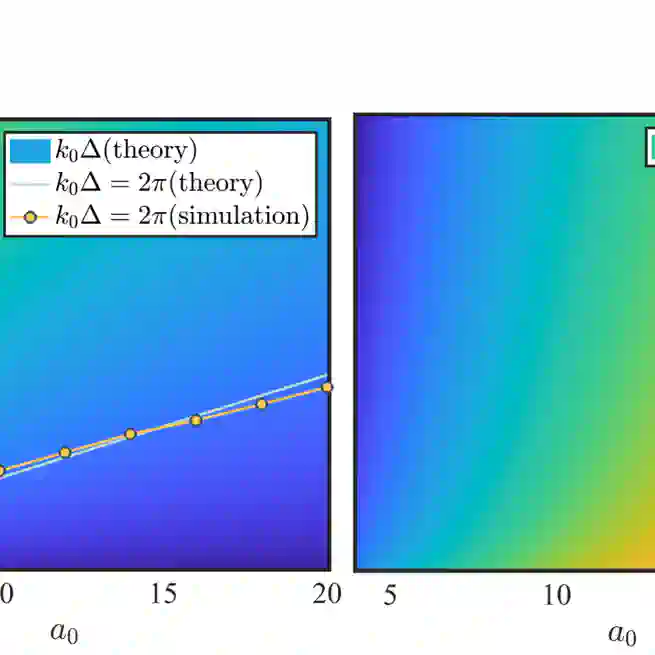 k₀Δ(theory)
k₀Δ = 2π(theory)
k₀Δ = 2π(simulation)
0 15 20 5 10
a₀ a₀